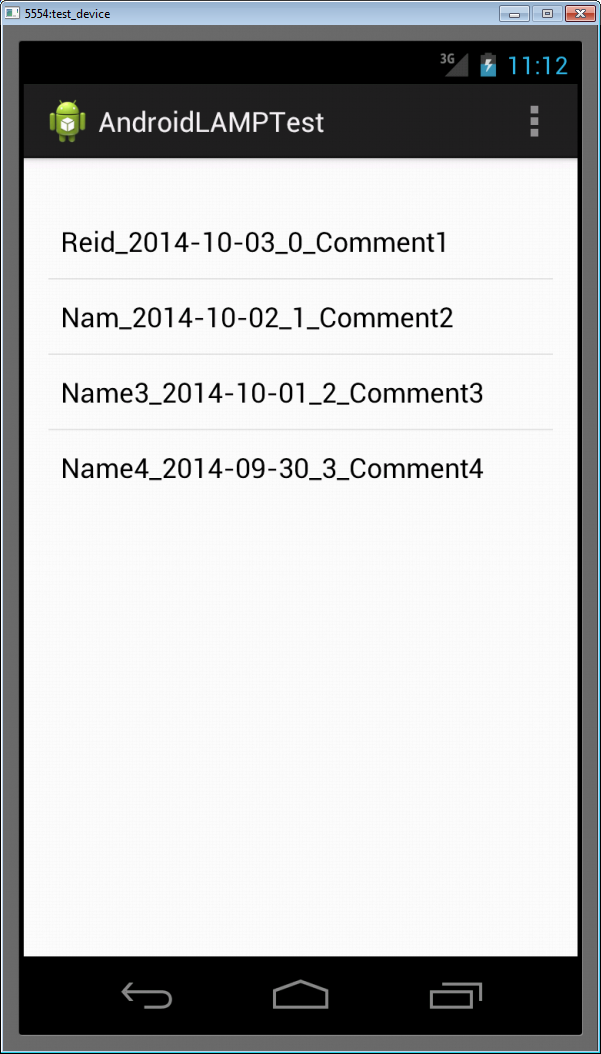 5554:test_device
3G 11:12
AndroidLAMPTest
Reid_2014-10-03_0_Comment1
Nam_2014-10-02_1_Comment2
Name3_2014-10-01_2_Comment3
Name4_2014-09-30_3_Comment4